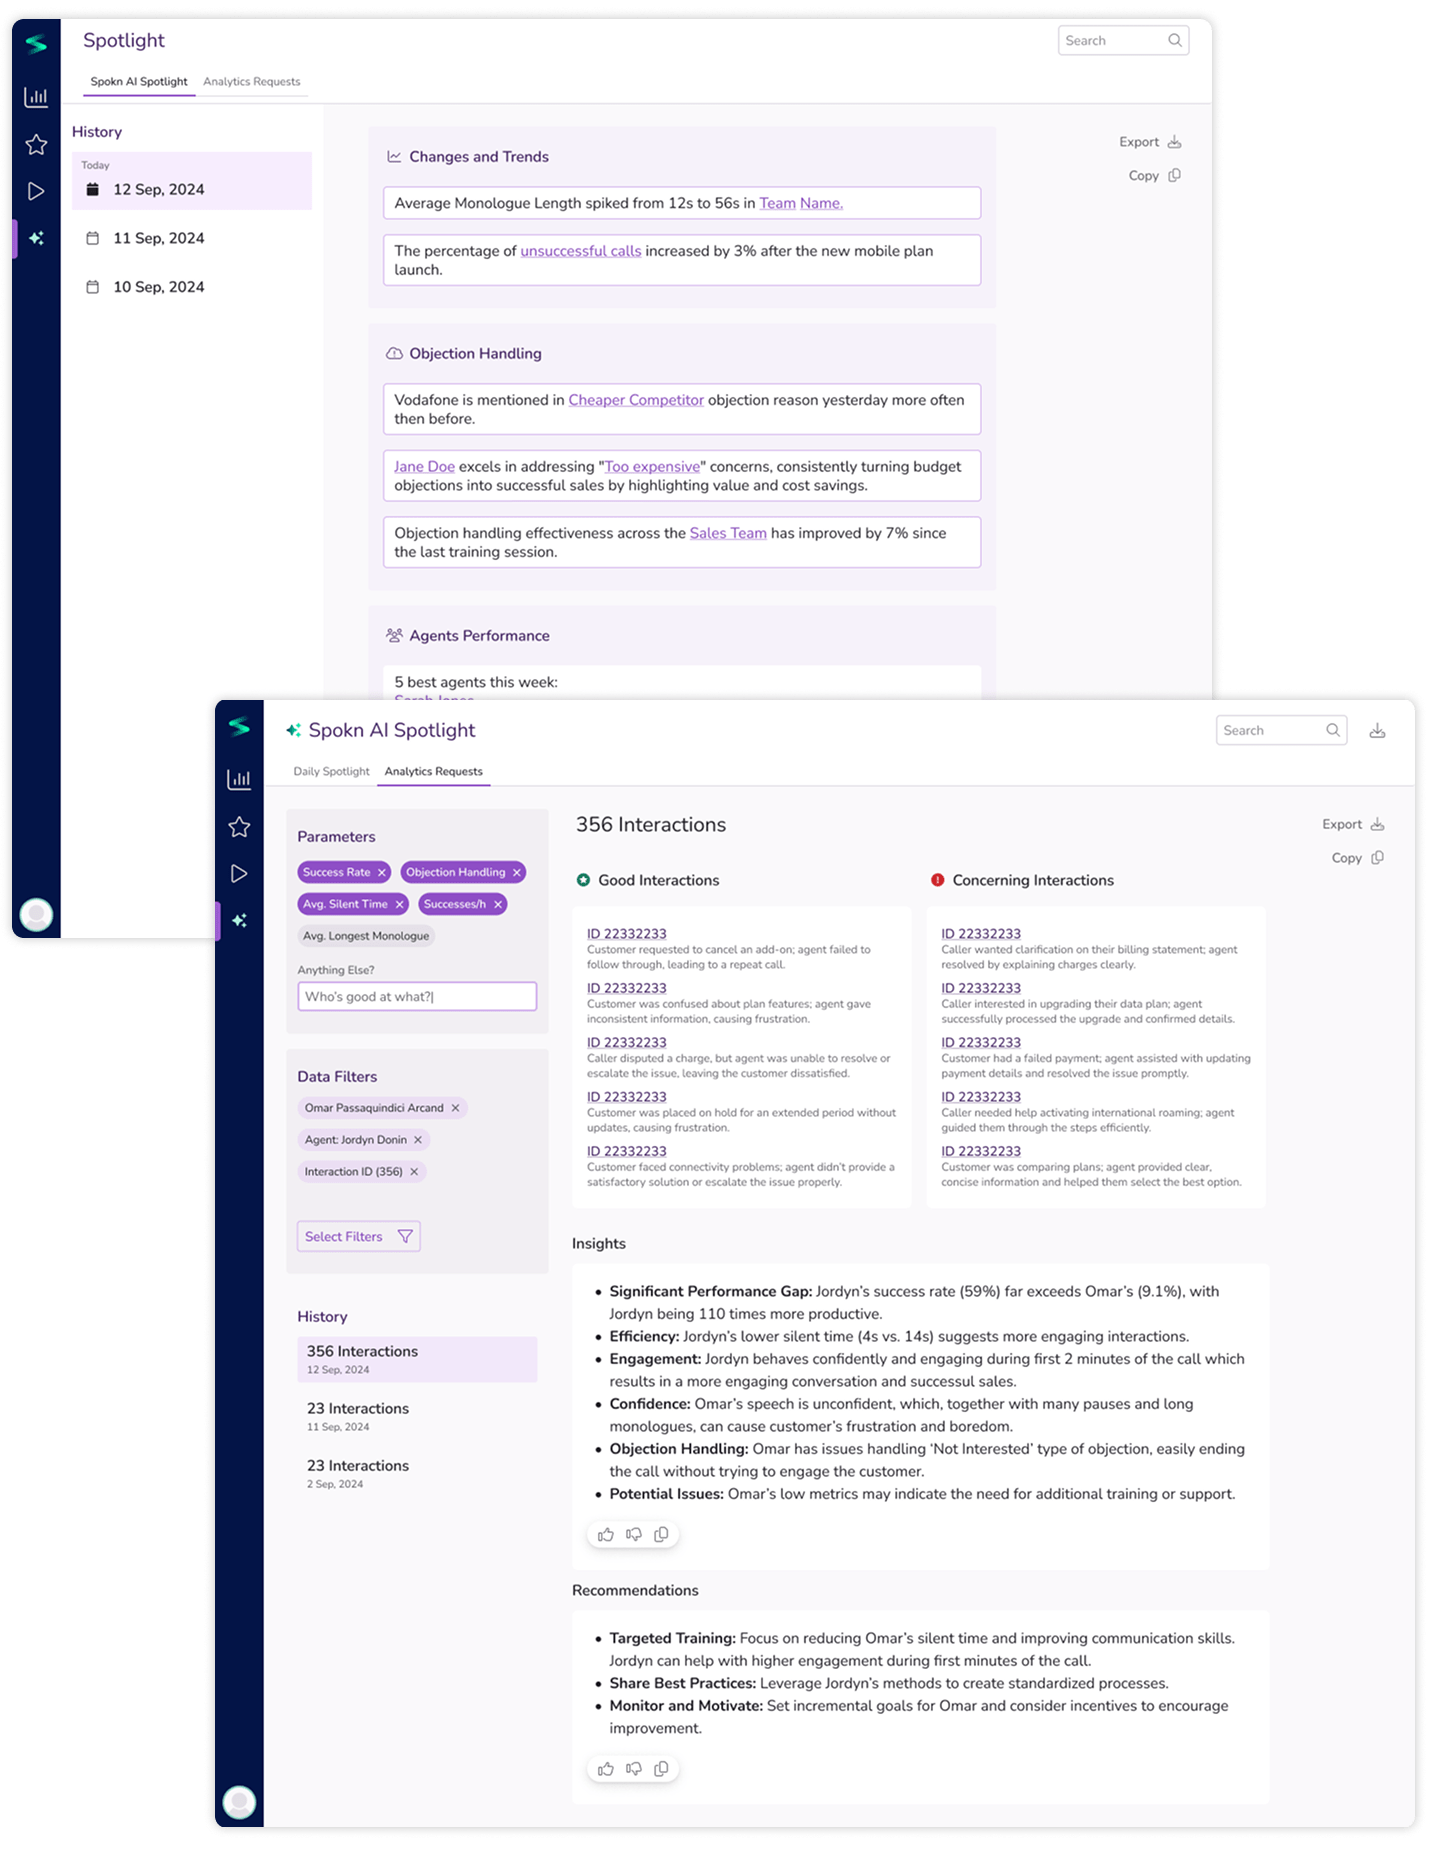 Spotlight
Search
Spokn AI Spotlight
Analytics Requests
History
Today
12 Sep, 2024
11 Sep, 2024
10 Sep, 2024
Export
Copy
Changes and Trends
Average Monologue Length spiked from 12s to 56s in Team Name.
The percentage of unsuccessful calls increased by 3% after the new mobile plan
launch.
Objection Handling
Vodafone is mentioned in Cheaper Competitor objection reason yesterday more often
then before.
Jane Doe excels in addressing "Too expensive" concerns, consistently turning budget
objections into successful sales by highlighting value and cost savings.
Objection handling effectiveness across the Sales Team has improved by 7% since
the last training session.
Agents Performance
5 best agents this week:
Sarah Jones
Spokn AI Spotlight
Search
Daily Spotlight
Analytics Requests
Parameters
Success Rate
Objection Handling
Avg. Silent Time
Successes/h
Avg. Longest Monologue
Anything Else?
Who's good at what?
Data Filters
Omar Passaquindici Arcand
Agent: Jordyn Donin
Interaction ID (356)
Select Filters
History
356 Interactions
12 Sep, 2024
23 Interactions
11 Sep, 2024
23 Interactions
2 Sep, 2024
356 Interactions
Export
Copy
Good Interactions
ID 22332233
Customer requested to cancel an add-on; agent failed to
follow through, leading to a repeat call.
ID 22332233
Customer was confused about plan features; agent gave
inconsistent information, causing frustration.
ID 22332233
Caller disputed a charge, but agent was unable to resolve or
escalate the issue, leaving the customer dissatisfied.
ID 22332233
Customer was placed on hold for an extended period without
updates, causing frustration.
ID 22332233
Customer faced connectivity problems; agent didn't provide a
satisfactory solution or escalate the issue properly.
Concerning Interactions
ID 22332233
Caller wanted clarification on their billing statement; agent
resolved by explaining charges clearly.
ID 22332233
Caller interested in upgrading their data plan; agent
successfully processed the upgrade and confirmed details.
ID 22332233
Customer had a failed payment; agent assisted with updating
payment details and resolved the issue promptly.
ID 22332233
Caller needed help activating international roaming; agent
guided them through the steps efficiently.
ID 22332233
Customer was comparing plans; agent provided clear,
concise information and helped them select the best option.
Insights
• Significant Performance Gap: Jordyn's success rate (59%) far exceeds Omar's (9.1%), with
Jordyn being 110 times more productive.
• Efficiency: Jordyn's lower silent time (4s vs. 14s) suggests more engaging interactions.
• Engagement: Jordyn behaves confidently and engaging during first 2 minutes of the call which
results in a more engaging conversation and successul sales.
• Confidence: Omar's speech is unconfident, which, together with many pauses and long
monologues, can cause customer's frustration and boredom.
• Objection Handling: Omar has issues handling 'Not Interested' type of objection, easily ending
the call without trying to engage the customer.
• Potential Issues: Omar's low metrics may indicate the need for additional training or support.
Recommendations
• Targeted Training: Focus on reducing Omar's silent time and improving communication skills.
Jordyn can help with higher engagement during first minutes of the call.
• Share Best Practices: Leverage Jordyn's methods to create standardized processes.
• Monitor and Motivate: Set incremental goals for Omar and consider incentives to encourage
improvement.